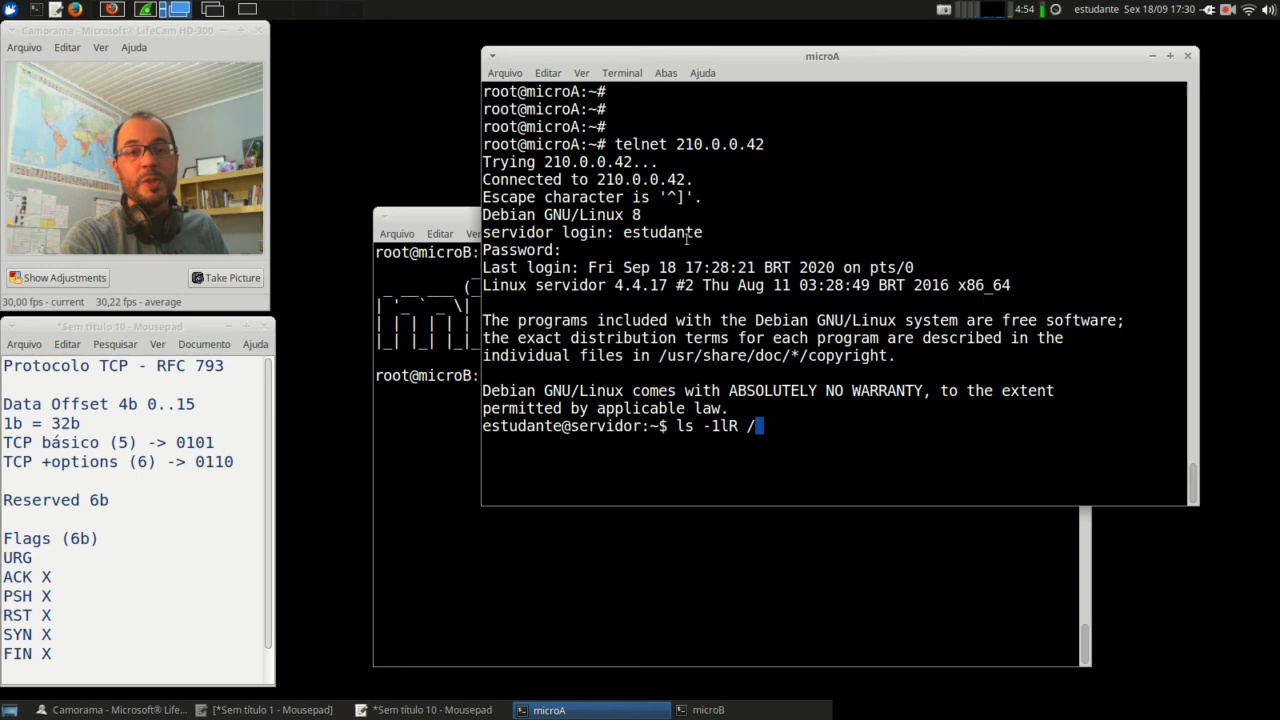 4:54
estudante Sex 18/09 17:30
Camorama - Microsoft® LifeCam HD-300
Arquivo Editar Ver Ajuda
Show Adjustments
Take Picture
30,00 fps - current 30,22 fps - average
*Sem título 10 - Mousepad
Arquivo Editar Pesquisar Ver Documento Ajuda
Protocolo TCP - RFC 793
Data Offset 4b 0..15
1b = 32b
TCP básico (5) -> 0101
TCP +options (6) -> 0110
Reserved 6b
Flags (6b)
URG
ACK X
PSH X
RST X
SYN X
FIN X
Arquivo Editar Ver
root@microB:
root@microB:
microA
Arquivo Editar Ver Terminal Abas Ajuda
root@microA:~#
root@microA:~#
root@microA:~#
root@microA:~# telnet 210.0.0.42
Trying 210.0.0.42...
Connected to 210.0.0.42.
Escape character is '^]'.
Debian GNU/Linux 8
servidor login: estudante
Password:
Last login: Fri Sep 18 17:28:21 BRT 2020 on pts/0
Linux servidor 4.4.17 #2 Thu Aug 11 03:28:49 BRT 2016 x86_64
The programs included with the Debian GNU/Linux system are free software;
the exact distribution terms for each program are described in the
individual files in /usr/share/doc/*/copyright.
Debian GNU/Linux comes with ABSOLUTELY NO WARRANTY, to the extent
permitted by applicable law.
estudante@servidor:~$ ls -1lR /
Camorama - Microsoft® Life...
[*Sem título 1 - Mousepad]
*Sem título 10 - Mousepad
microA
microB